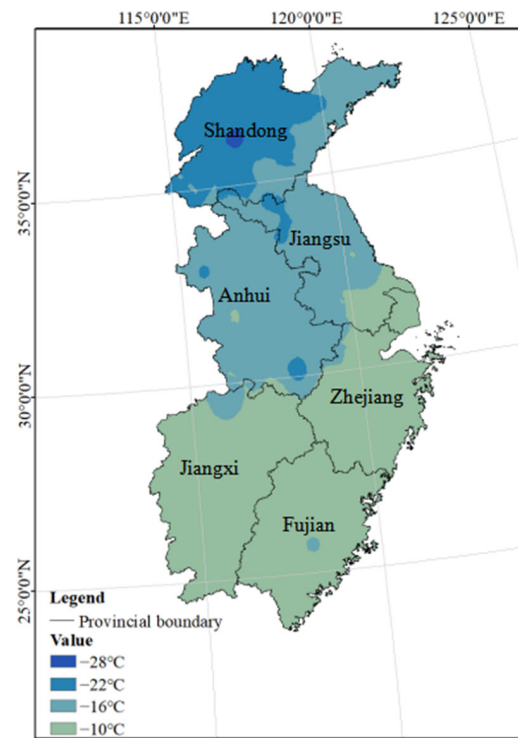 115°0'0"E 120°0'0"E 125°0'0"E
35°0'0"N
30°0'0"N
25°0'0"N
Shandong
Jiangsu
Anhui
Zhejiang
Jiangxi
Fujian
Legend
Provincial boundary
Value
−28°C
−22°C
−16°C
−10°C